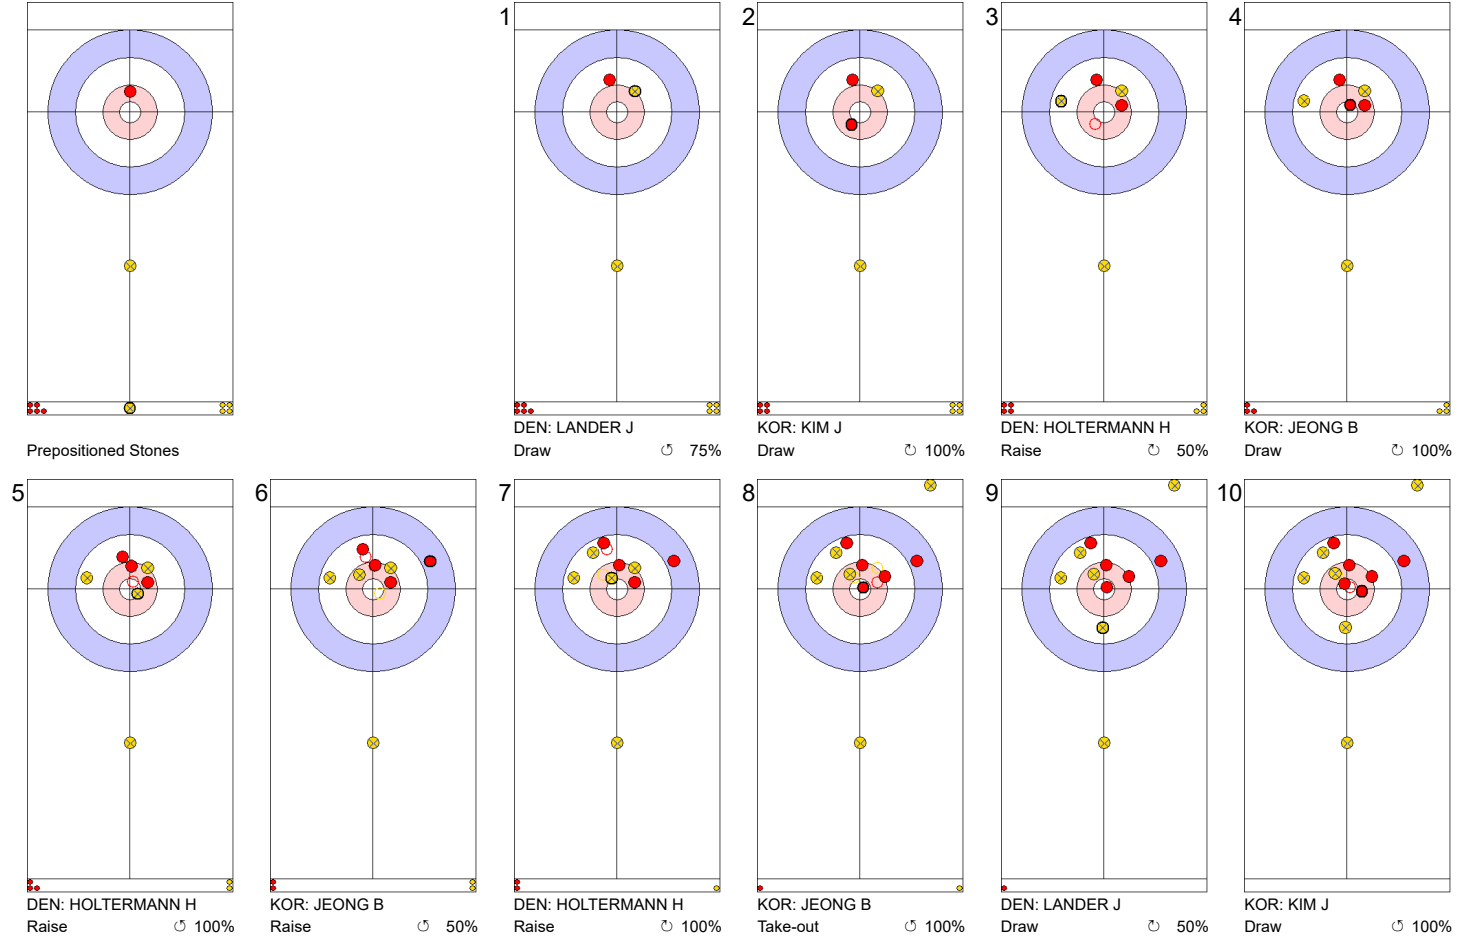 Prepositioned Stones
1
DEN: LANDER J
Draw ↺ 75%
2
KOR: KIM J
Draw ↻ 100%
3
DEN: HOLTERMANN H
Raise ↻ 50%
4
KOR: JEONG B
Draw ↻ 100%
5
DEN: HOLTERMANN H
Raise ↺ 100%
6
KOR: JEONG B
Raise ↺ 50%
7
DEN: HOLTERMANN H
Raise ↻ 100%
8
KOR: JEONG B
Take-out ↺ 100%
9
DEN: LANDER J
Draw ↺ 50%
10
KOR: KIM J
Draw ↻ 100%